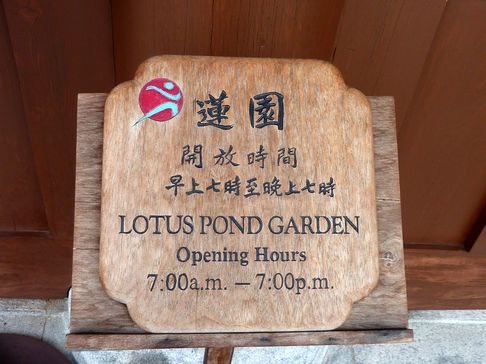 蓮園
開放時間
早上七時至晚上七時
LOTUS POND GARDEN
Opening Hours
7:00a.m. — 7:00p.m.